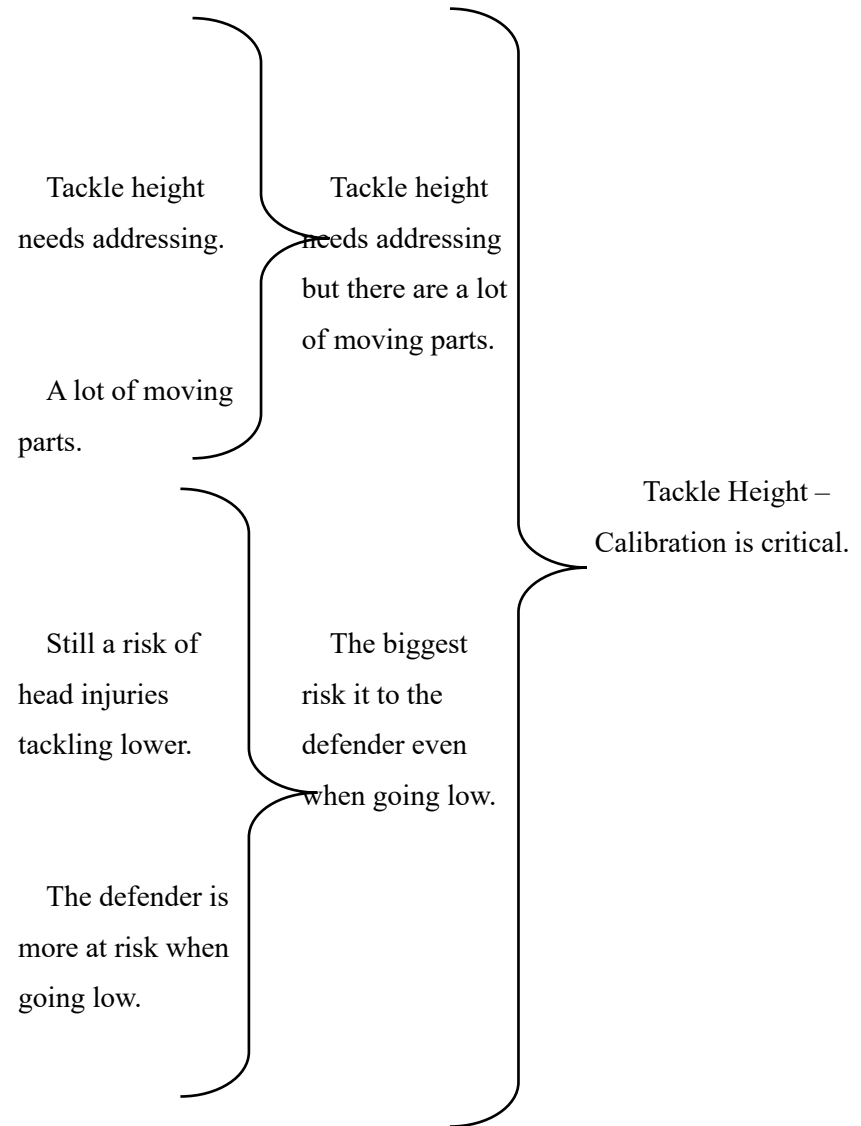 Tackle height
needs addressing.
A lot of moving
parts.
Still a risk of
head injuries
tackling lower.
The defender is
more at risk when
going low.
Tackle height
needs addressing
but there are a lot
of moving parts.
The biggest
risk it to the
defender even
when going low.
Tackle Height –
Calibration is critical.